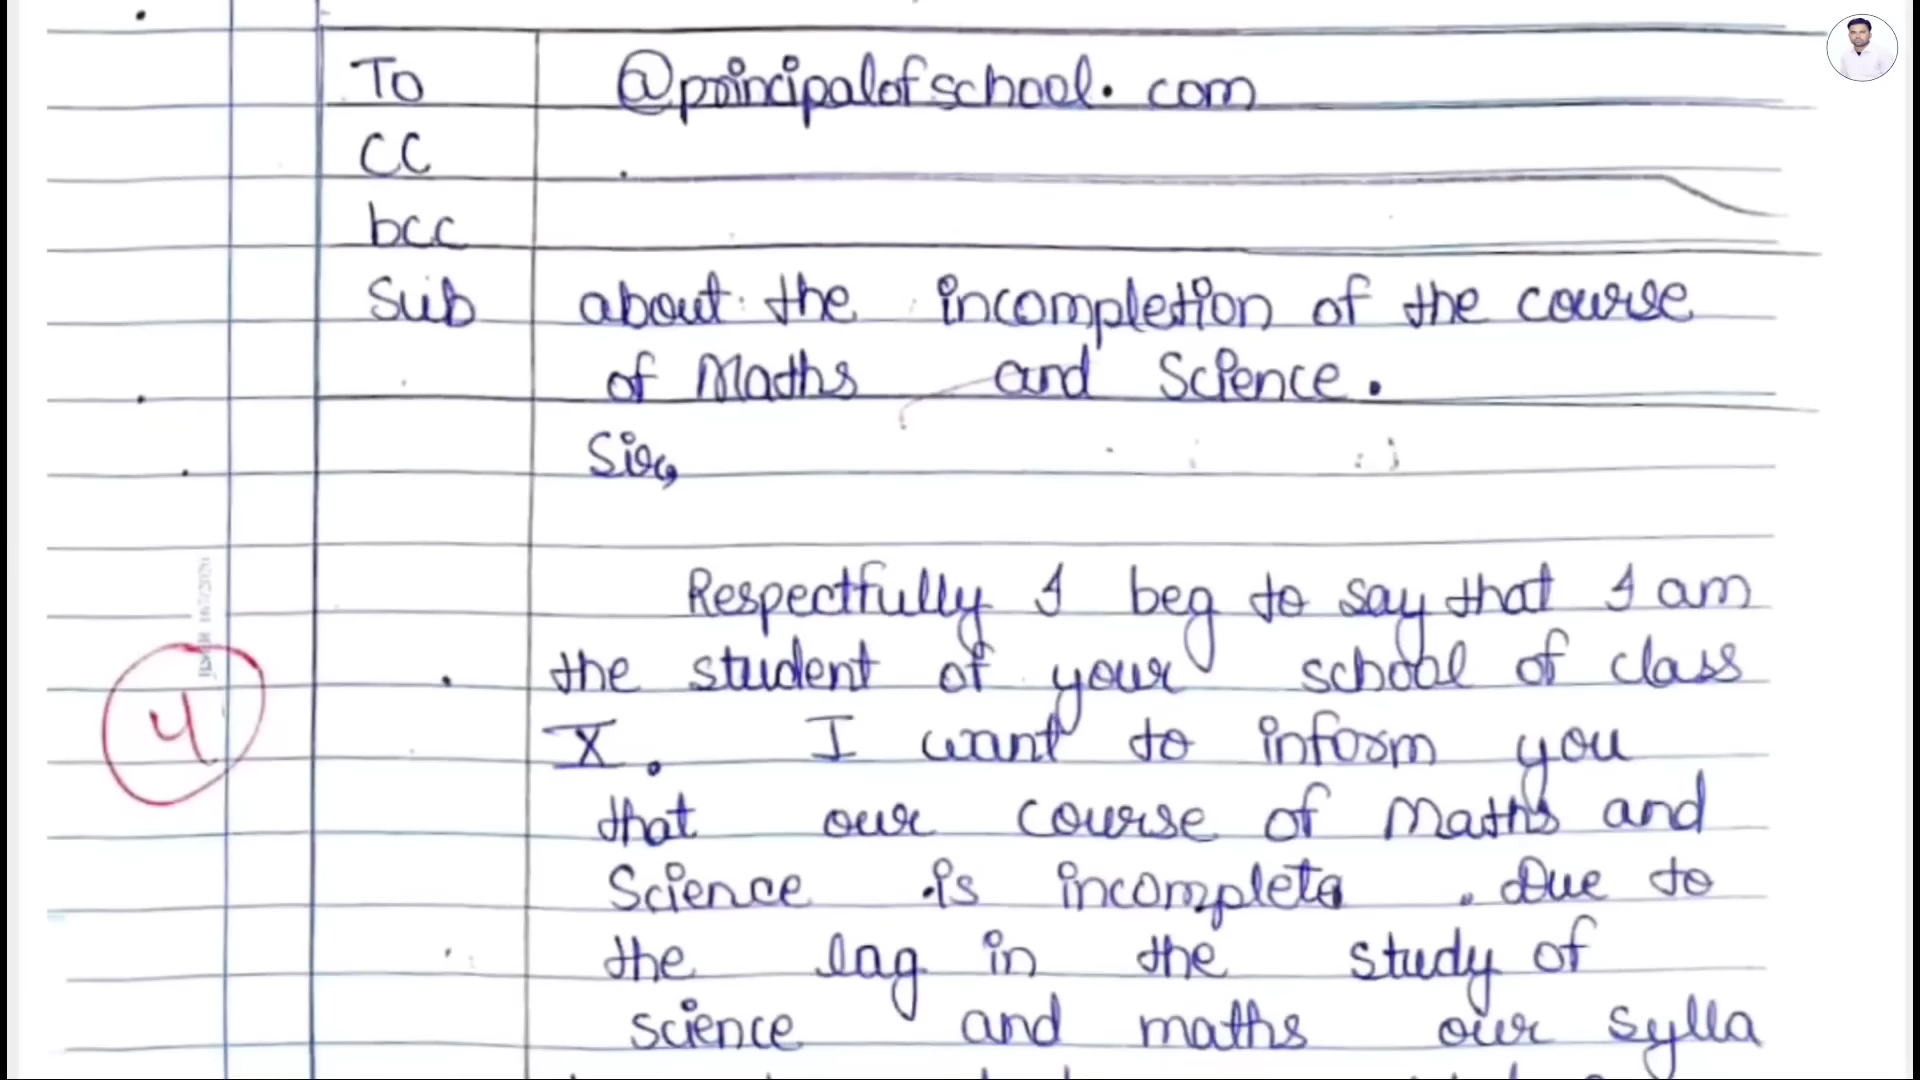 To @principalofschool.com
CC
bcc
Sub about the incompletion of the course
of Maths and Science.
Sir,
Respectfully I beg to say that I am
the student of your school of class
X. I want to inform you
4
that our course of Maths and
Science is incomplete. Due to
the lag in the study of
science and maths our sylla